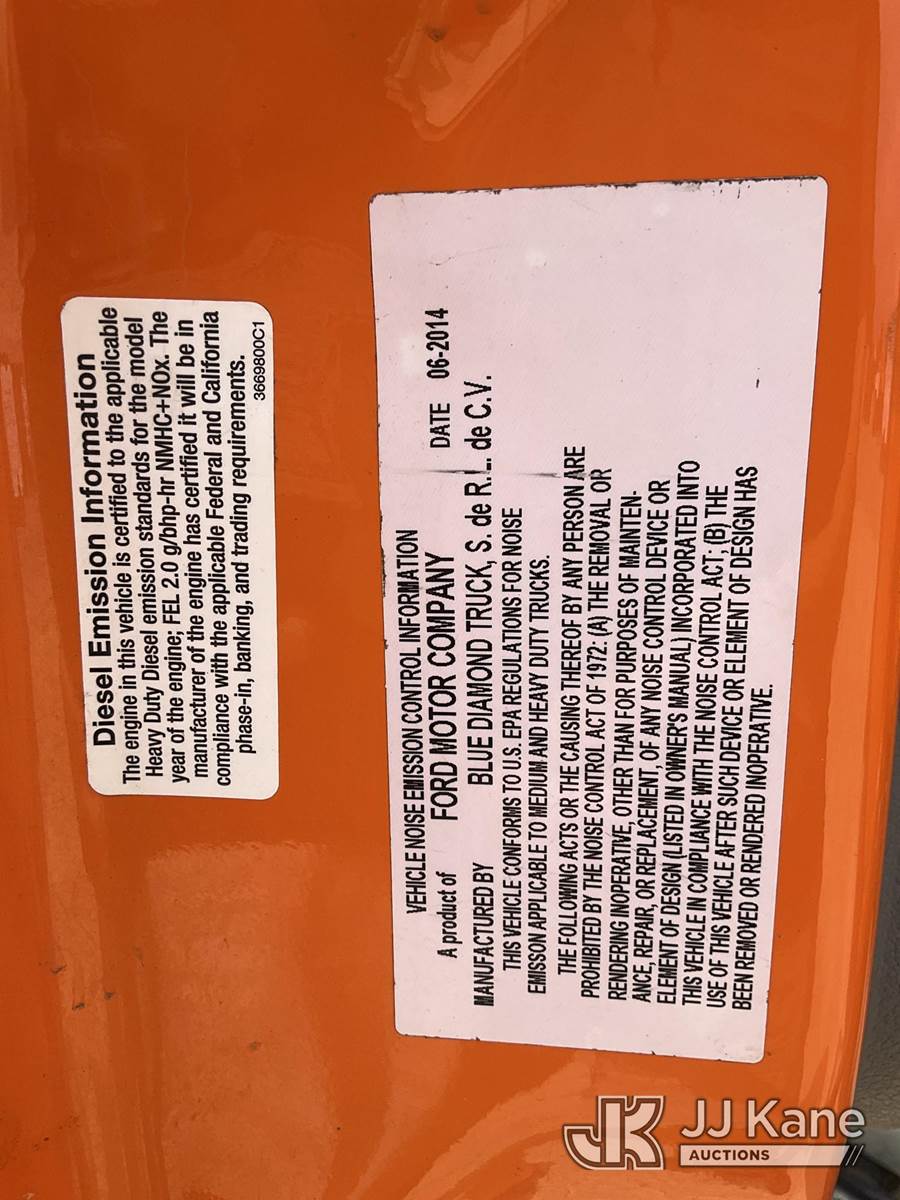 Diesel Emission Information
The engine in this vehicle is certified to the applicable
Heavy Duty Diesel emission standards for the model
year of the engine; FEL 2.0 g/bhp-hr NMHC+NOx. The
manufacturer of the engine has certified it will be in
compliance with the applicable Federal and California
phase-in, banking, and trading requirements.
3669800C1
VEHICLE NOISE EMISSION CONTROL INFORMATION
A product of FORD MOTOR COMPANY DATE 06-2014
MANUFACTURED BY BLUE DIAMOND TRUCK, S. de R.L. de C.V.
THIS VEHICLE CONFORMS TO U.S. EPA REGULATIONS FOR NOISE
EMISSON APPLICABLE TO MEDIUM AND HEAVY DUTY TRUCKS.
THE FOLLOWING ACTS OR THE CAUSING THEREOF BY ANY PERSON ARE
PROHIBITED BY THE NOISE CONTROL ACT OF 1972: (A) THE REMOVAL OR
RENDERING INOPERATIVE, OTHER THAN FOR PURPOSES OF MAINTEN-
ANCE, REPAIR, OR REPLACEMENT, OF ANY NOISE CONTROL DEVICE OR
ELEMENT OF DESIGN (LISTED IN OWNER'S MANUAL) INCORPORATED INTO
THIS VEHICLE IN COMPLIANCE WITH THE NOISE CONTROL ACT; (B) THE
USE OF THIS VEHICLE AFTER SUCH DEVICE OR ELEMENT OF DESIGN HAS
BEEN REMOVED OR RENDERED INOPERATIVE.
JK JJ Kane
AUCTIONS